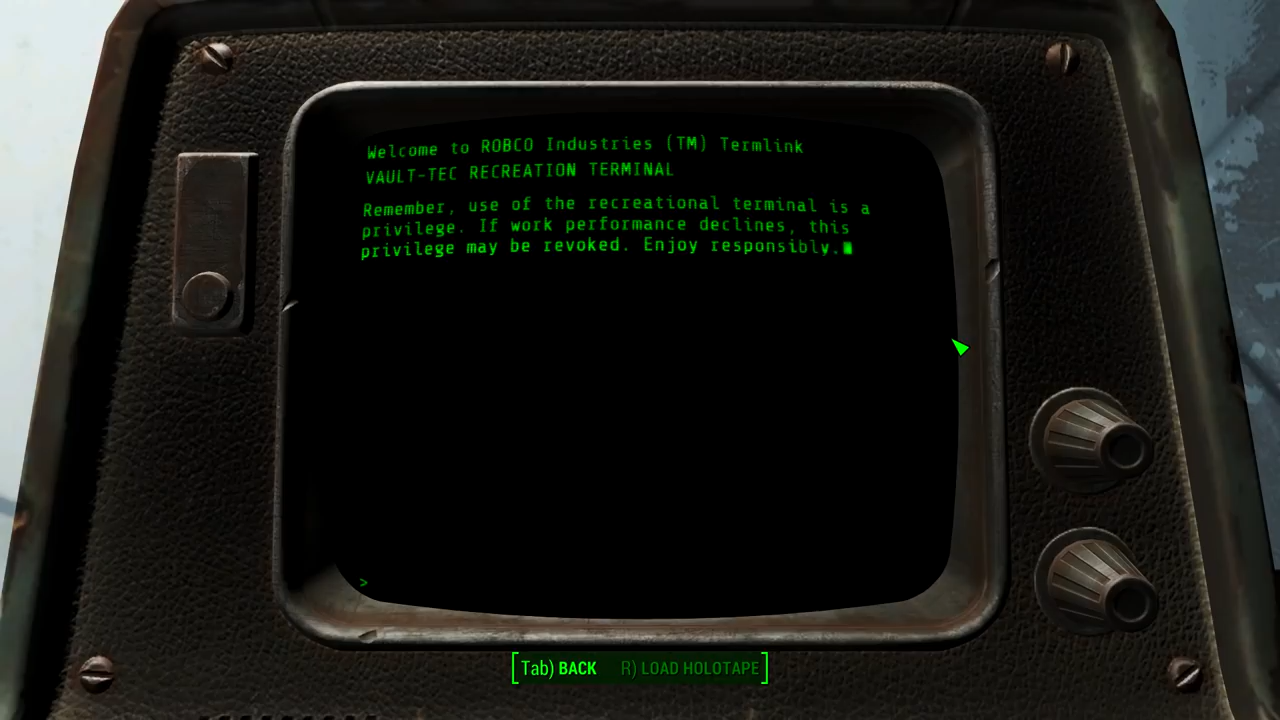 Welcome to ROBCO Industries (TM) Termlink
VAULT-TEC RECREATION TERMINAL
Remember, use of the recreational terminal is a
privilege. If work performance declines, this
privilege may be revoked. Enjoy responsibly.
>
Tab) BACK R) LOAD HOLOTAPE